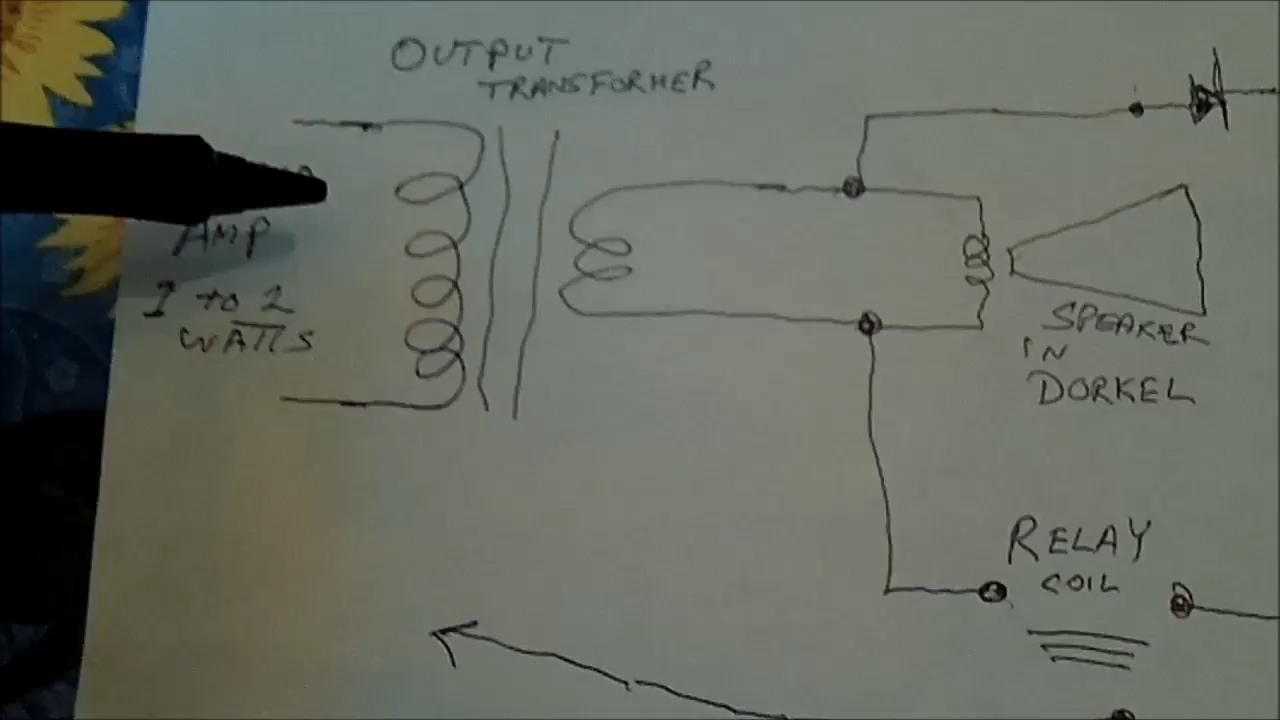 OUTPUT
TRANSFORMER
AMP
1 to 2
WATTS
SPEAKER
IN
DORKEL
RELAY
COIL